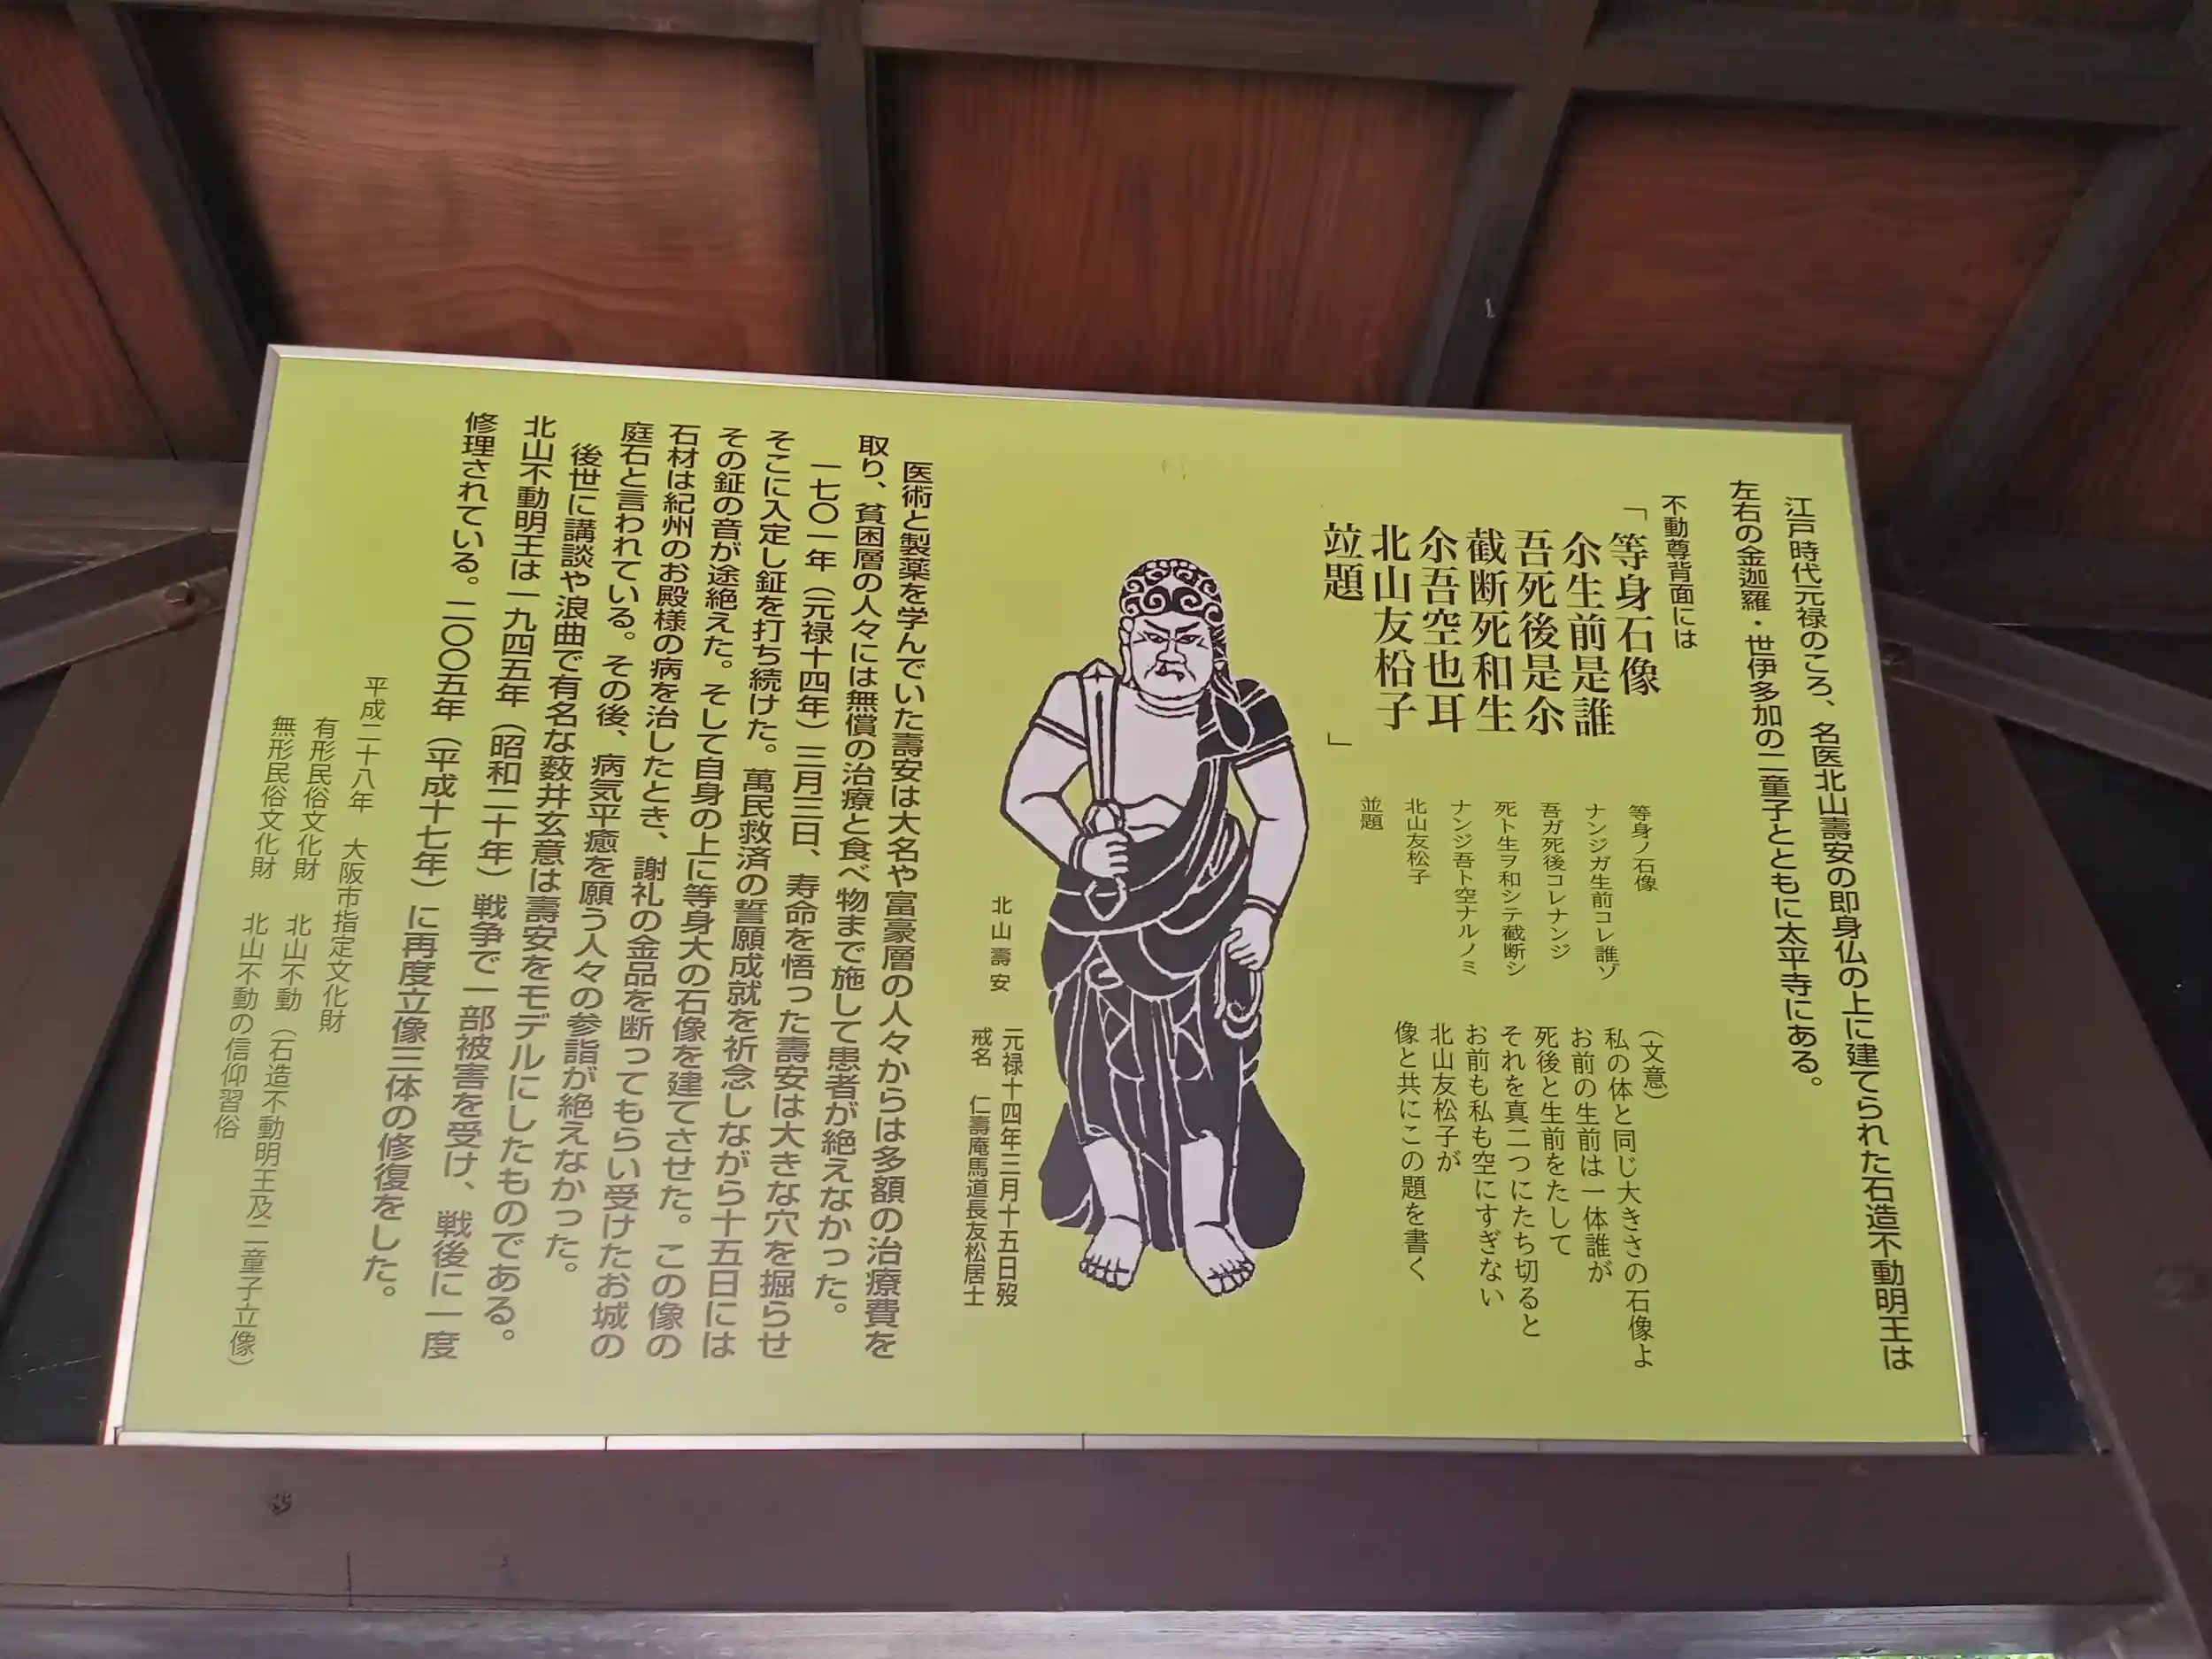 江戸時代元禄のころ、名医北山壽安の即身仏の上に建てられた石造不動明王は
左右の金迦羅・世伊多加の二童子とともに太平寺にある。
不動尊背面には
「等身石像
尒生前是誰
吾死後是尒
截断死和生
尒吾空也耳
北山友枩子
竝題」
等身ノ石像
ナンジガ生前コレ誰ゾ
吾ガ死後コレナンジ
死ト生ヲ和シテ截断シ
ナンジ吾ト空ナルノミ
北山友松子
並題
（文意）
私の体と同じ大きさの石像よ
お前の生前は一体誰が
死後と生前をたして
それを真二つにたち切ると
お前も私も空にすぎない
北山友松子が
像と共にこの題を書く
北山壽安
元禄十四年三月十五日歿
戒名 仁壽庵馬道長友松居士
医術と製薬を学んでいた壽安は大名や富豪層の人々からは多額の治療費を
取り、貧困層の人々には無償の治療と食べ物まで施して患者が絶えなかった。
一七〇一年（元禄十四年）三月三日、寿命を悟った壽安は大きな穴を掘らせ
そこに入定し鉦を打ち続けた。萬民救済の誓願成就を祈念しながら十五日には
その鉦の音が途絶えた。そして自身の上に等身大の石像を建てさせた。この像の
石材は紀州のお殿様の病を治したとき、謝礼の金品を断ってもらい受けたお城の
庭石と言われている。その後、病気平癒を願う人々の参詣が絶えなかった。
後世に講談や浪曲で有名な薮井玄意は壽安をモデルにしたものである。
北山不動明王は一九四五年（昭和二十年）戦争で一部被害を受け、戦後に一度
修理されている。二〇〇五年（平成十七年）に再度立像三体の修復をした。
平成二十八年 大阪市指定文化財
有形民俗文化財 北山不動（石造不動明王及二童子立像）
無形民俗文化財 北山不動の信仰習俗